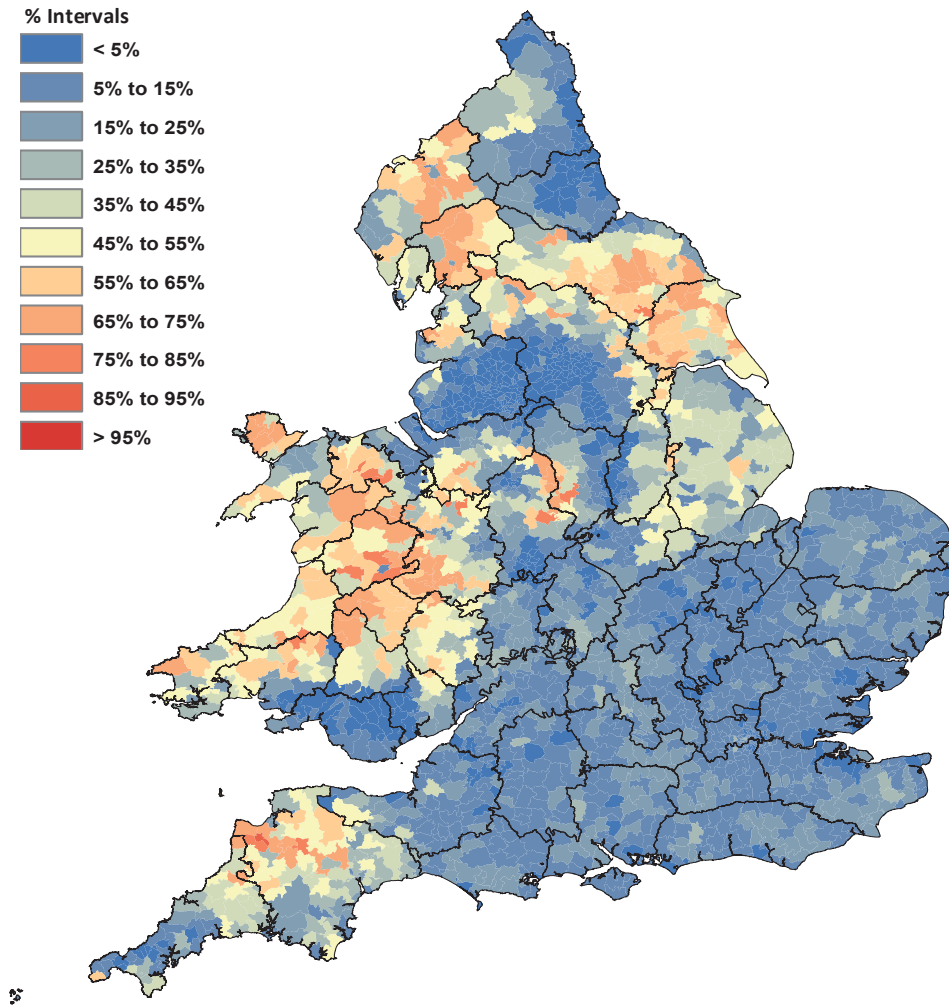 % Intervals
< 5%
5% to 15%
15% to 25%
25% to 35%
35% to 45%
45% to 55%
55% to 65%
65% to 75%
75% to 85%
85% to 95%
> 95%